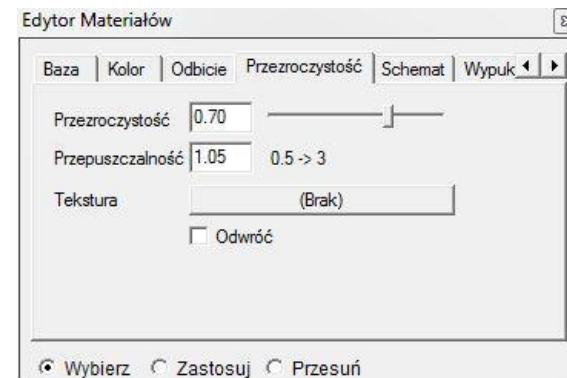 Edytor Materiałów
Baza Kolor Odbicie Przezroczystość Schemat Wypuk
Przezroczystość 0.70
Przepuszczalność 1.05 0.5 -> 3
Tekstura (Brak)
Odwróć
Wybierz Zastosuj Przesuń